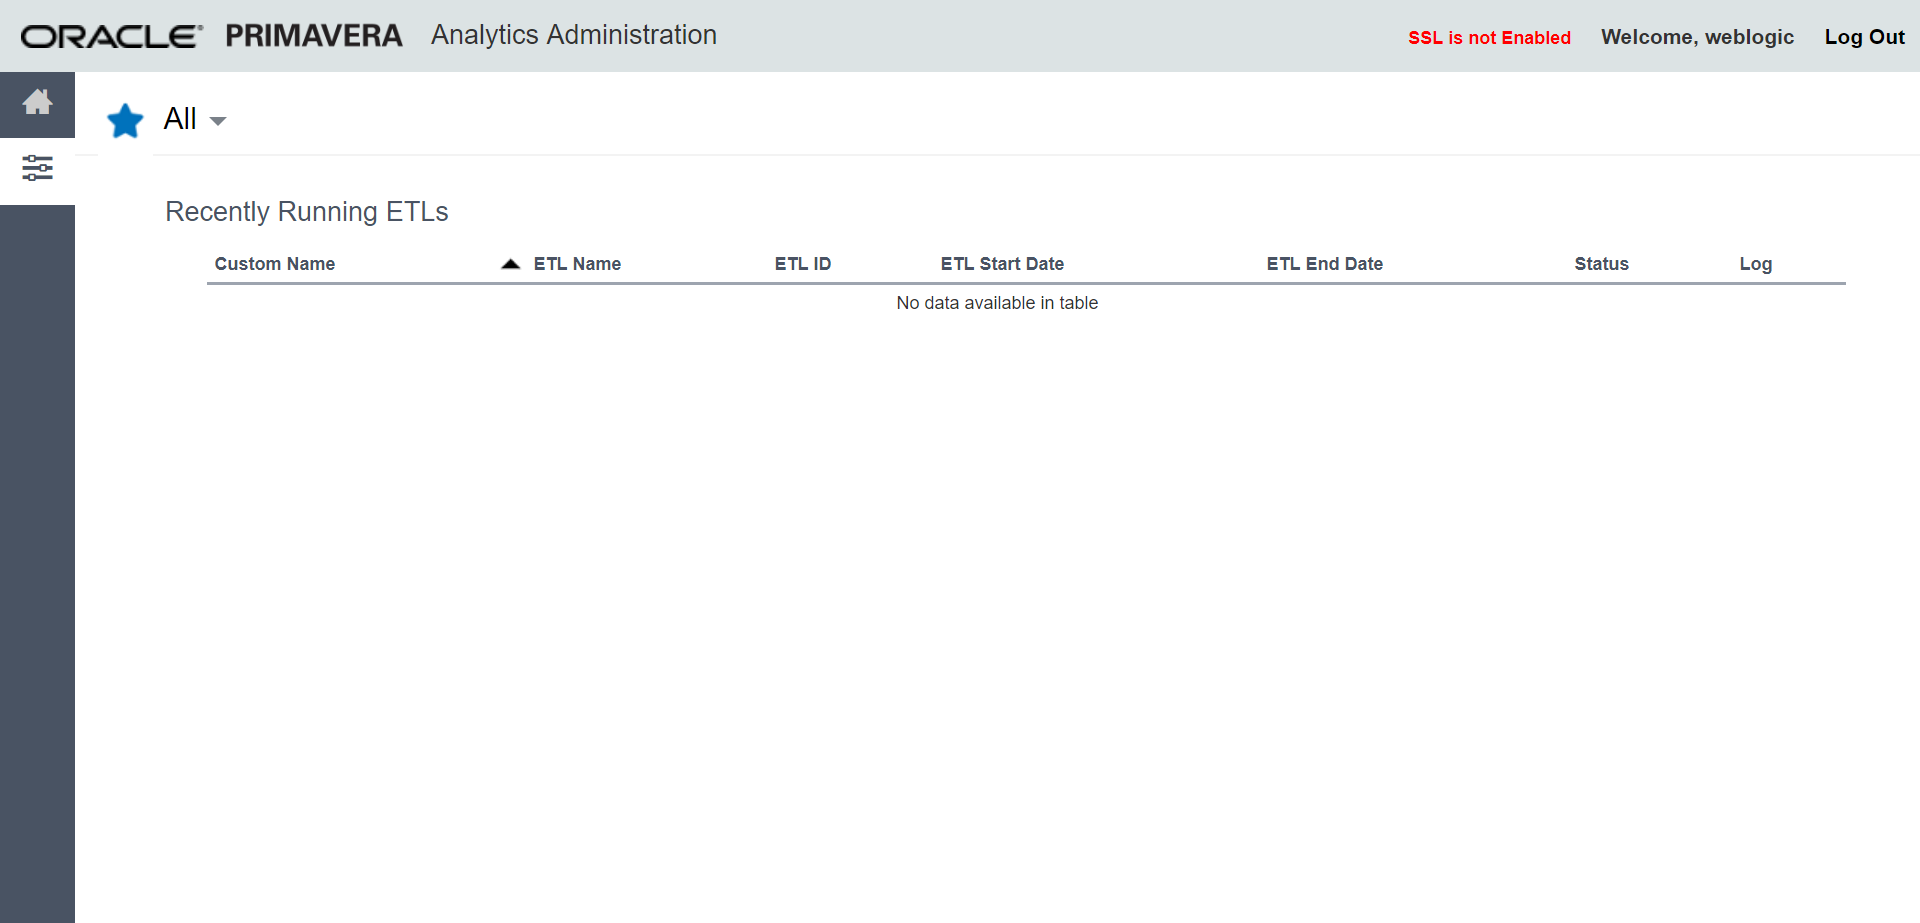 ORACLE® PRIMAVERA Analytics Administration SSL is not Enabled Welcome, weblogic Log Out
All
Recently Running ETLs
Custom Name ETL Name ETL ID ETL Start Date ETL End Date Status Log
No data available in table